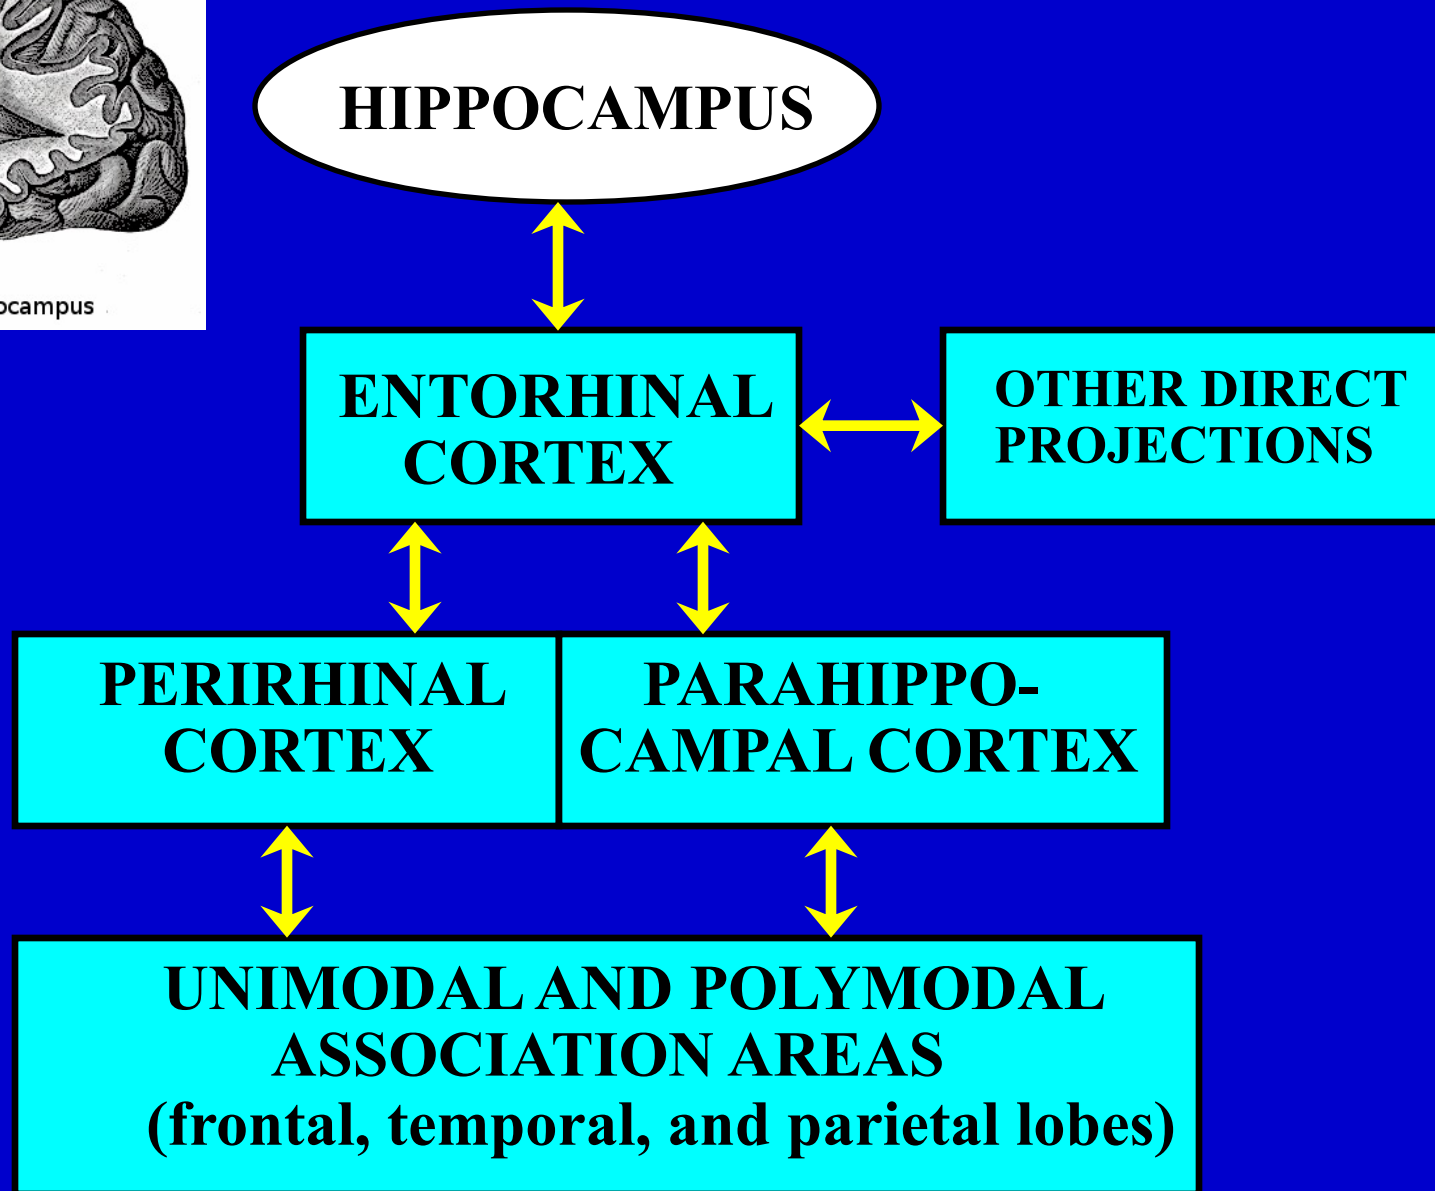 HIPPOCAMPUS
ocampus
ENTORHINAL
CORTEX
OTHER DIRECT
PROJECTIONS
PERIRHINAL
CORTEX
PARAHIPPO-
CAMPAL CORTEX
UNIMODAL AND POLYMODAL
ASSOCIATION AREAS
(frontal, temporal, and parietal lobes)